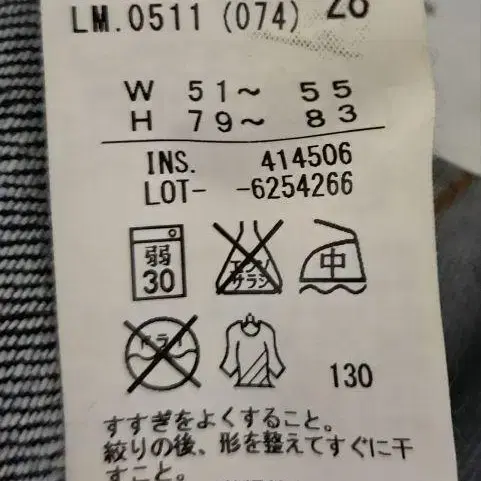 LM.0511 (074) 26
W 51～ 55
H 79～ 83
INS. 414506
LOT- -6254266
弱
30
エンソ
サラシ
中
ドライ
130
すすぎをよくすること。
絞りの後、形を整えてすぐに干
すこと。